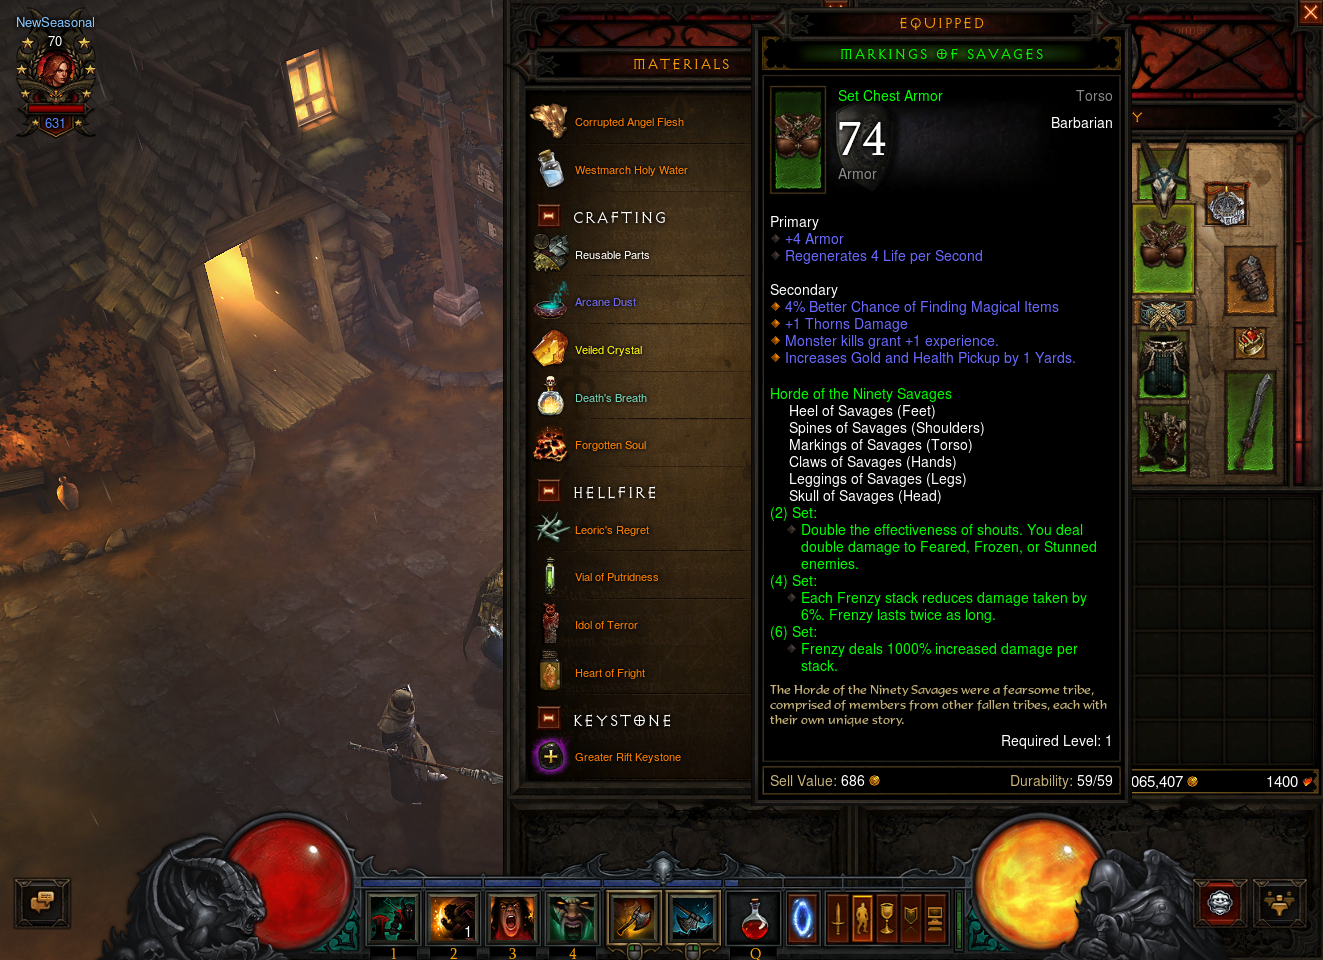 NewSeasonal
70
631
MATERIALS
Corrupted Angel Flesh
Westmarch Holy Water
CRAFTING
Reusable Parts
Arcane Dust
Veiled Crystal
Death's Breath
Forgotten Soul
HELLFIRE
Leoric's Regret
Vial of Putridness
Idol of Terror
Heart of Fright
KEYSTONE
Greater Rift Keystone
EQUIPPED
MARKINGS OF SAVAGES
Set Chest Armor Torso
74 Barbarian
Armor
Primary
+4 Armor
Regenerates 4 Life per Second
Secondary
4% Better Chance of Finding Magical Items
+1 Thorns Damage
Monster kills grant +1 experience.
Increases Gold and Health Pickup by 1 Yards.
Horde of the Ninety Savages
Heel of Savages (Feet)
Spines of Savages (Shoulders)
Markings of Savages (Torso)
Claws of Savages (Hands)
Leggings of Savages (Legs)
Skull of Savages (Head)
(2) Set:
Double the effectiveness of shouts. You deal
double damage to Feared, Frozen, or Stunned
enemies.
(4) Set:
Each Frenzy stack reduces damage taken by
6%. Frenzy lasts twice as long.
(6) Set:
Frenzy deals 1000% increased damage per
stack.
The Horde of the Ninety Savages were a fearsome tribe,
comprised of members from other fallen tribes, each with
their own unique story.
Required Level: 1
Sell Value: 686 Durability: 59/59
Y
065,407 1400
1
1 2 3 4 Q